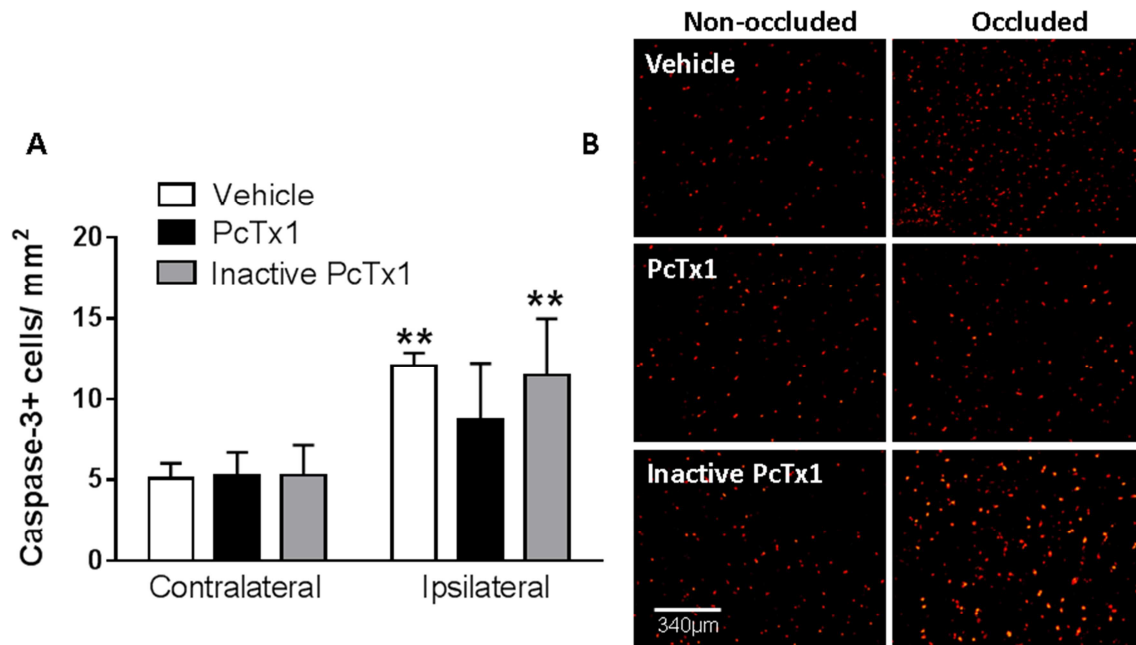 A
Vehicle
PcTx1
Inactive PcTx1
Caspase-3+ cells/ mm²
20
15
10
5
0
**
**
Contralateral
Ipsilateral
B
Non-occluded
Occluded
Vehicle
PcTx1
Inactive PcTx1
340µm